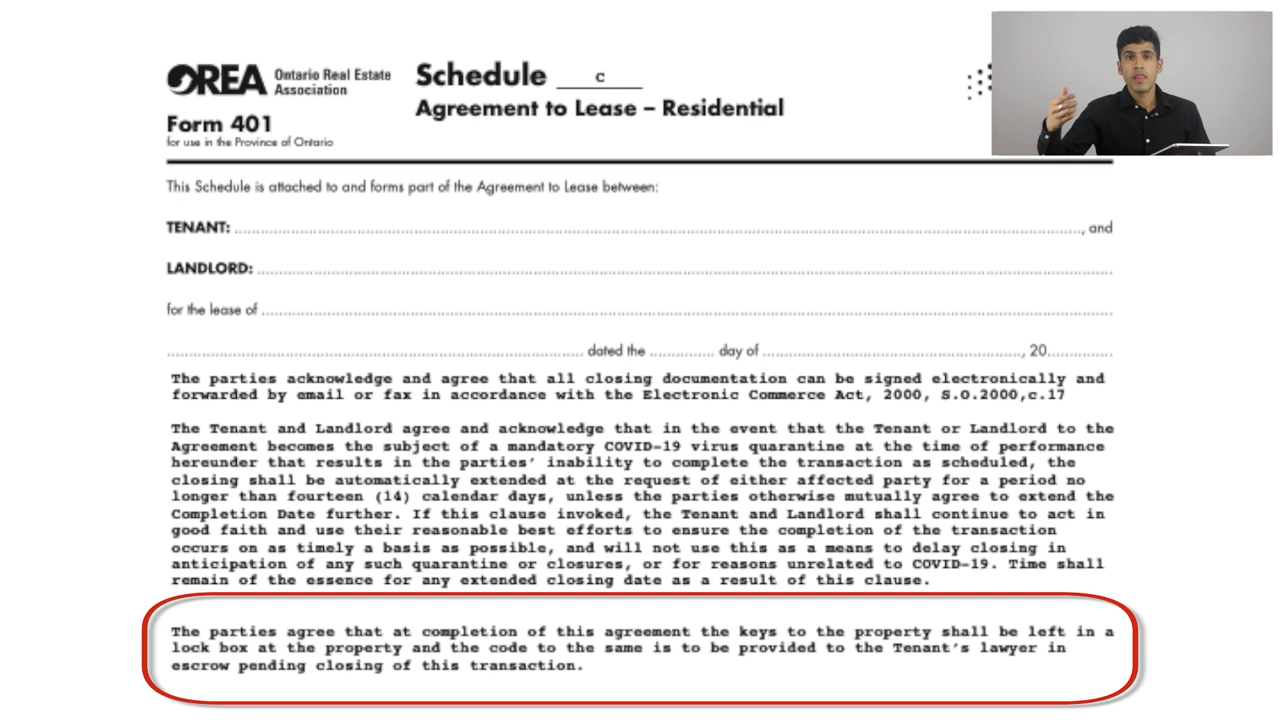 OREA Ontario Real Estate
Association
Form 401
for use in the Province of Ontario
Schedule c
Agreement to Lease – Residential
This Schedule is attached to and forms part of the Agreement to Lease between:
TENANT: , and
LANDLORD:
for the lease of
dated the day of , 20
The parties acknowledge and agree that all closing documentation can be signed electronically and
forwarded by email or fax in accordance with the Electronic Commerce Act, 2000, S.O.2000,c.17
The Tenant and Landlord agree and acknowledge that in the event that the Tenant or Landlord to the
Agreement becomes the subject of a mandatory COVID-19 virus quarantine at the time of performance
hereunder that results in the parties' inability to complete the transaction as scheduled, the
closing shall be automatically extended at the request of either affected party for a period no
longer than fourteen (14) calendar days, unless the parties otherwise mutually agree to extend the
Completion Date further. If this clause invoked, the Tenant and Landlord shall continue to act in
good faith and use their reasonable best efforts to ensure the completion of the transaction
occurs on as timely a basis as possible, and will not use this as a means to delay closing in
anticipation of any such quarantine or closures, or for reasons unrelated to COVID-19. Time shall
remain of the essence for any extended closing date as a result of this clause.
The parties agree that at completion of this agreement the keys to the property shall be left in a
lock box at the property and the code to the same is to be provided to the Tenant's lawyer in
escrow pending closing of this transaction.